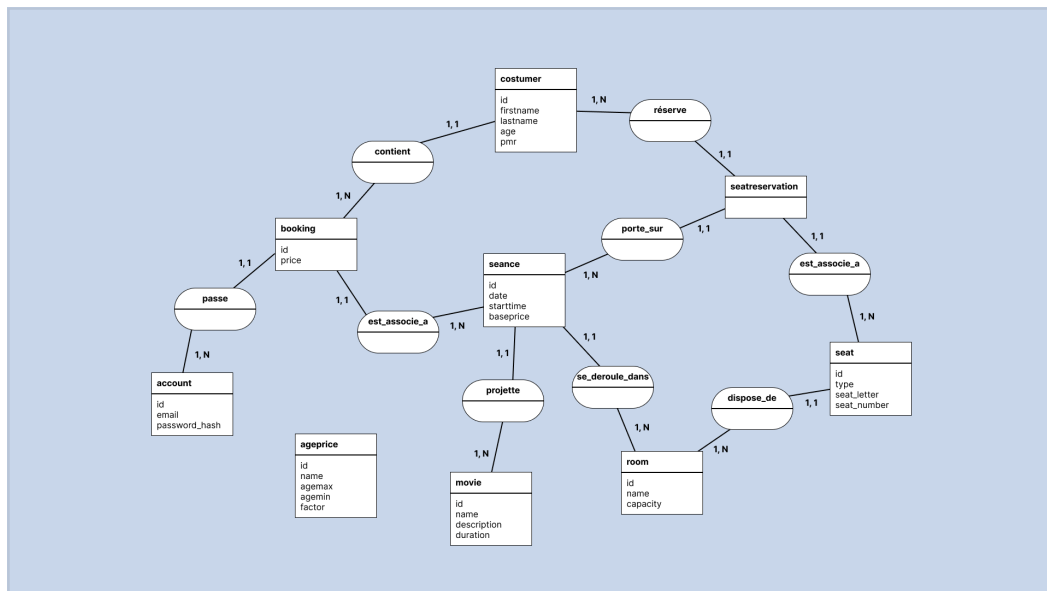 costumer
id
firstname
lastname
age
pmr
1, N
réserve
1, 1
contient
1, 1
1, N
seatreservation
booking
id
price
porte_sur
1, 1
1, N
1, 1
est_associe_a
1, N
seance
id
date
starttime
baseprice
1, 1
passe
1, N
1, 1
est_associe_a
1, N
1, 1
projette
1, N
1, 1
se_deroule_dans
1, N
seat
id
type
seat_letter
seat_number
dispose_de
1, 1
1, N
account
id
email
password_hash
ageprice
id
name
agemax
agemin
factor
movie
id
name
description
duration
room
id
name
capacity